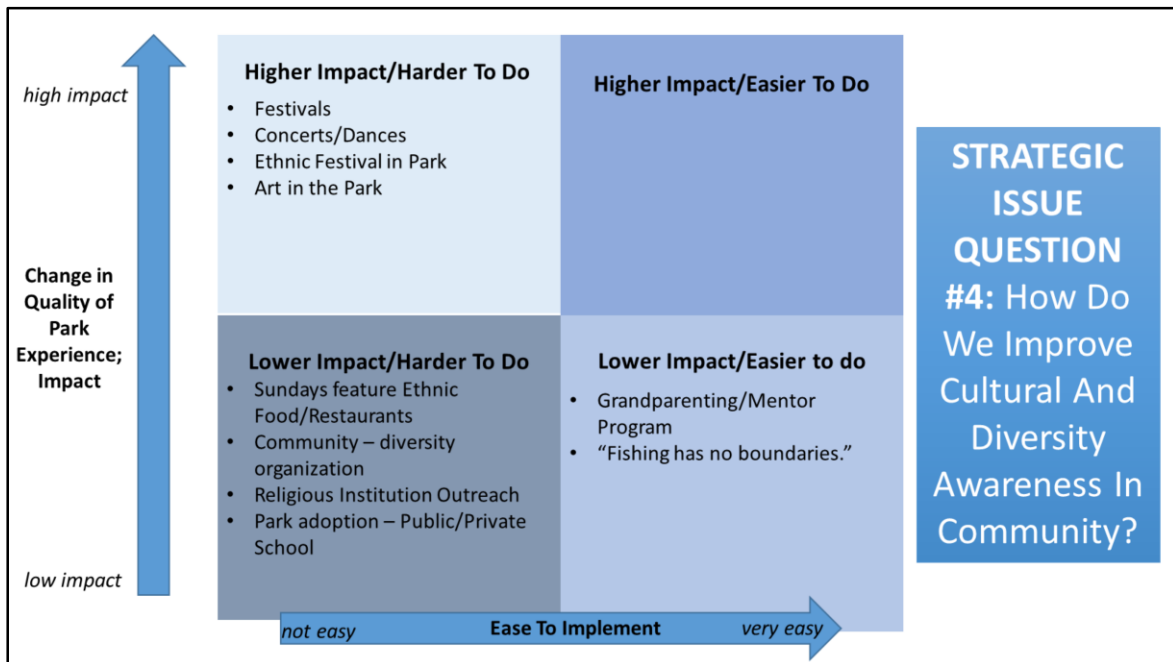 high impact
Change in
Quality of
Park
Experience;
Impact
low impact
Higher Impact/Harder To Do
• Festivals
• Concerts/Dances
• Ethnic Festival in Park
• Art in the Park
Higher Impact/Easier To Do
Lower Impact/Harder To Do
• Sundays feature Ethnic
Food/Restaurants
• Community – diversity
organization
• Religious Institution Outreach
• Park adoption – Public/Private
School
Lower Impact/Easier to do
• Grandparenting/Mentor
Program
• “Fishing has no boundaries.”
not easy Ease To Implement very easy
STRATEGIC
ISSUE
QUESTION
#4: How Do
We Improve
Cultural And
Diversity
Awareness In
Community?